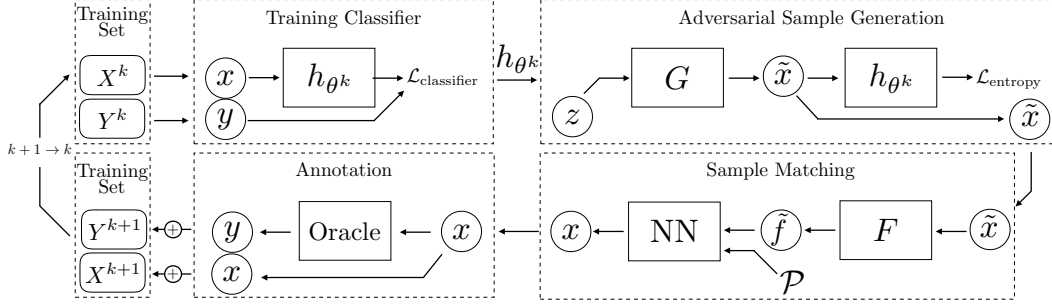 Training
Set
X^k
Y^k
Training Classifier
x
y
h_{θ^k}
ℒ_classifier
h_{θ^k}
Adversarial Sample Generation
z
G
x̃
h_{θ^k}
ℒ_entropy
x̃
k + 1 → k
Training
Set
Y^{k+1}
X^{k+1}
+
+
Annotation
y
x
Oracle
x
Sample Matching
x
NN
f̃
F
x̃
𝒫